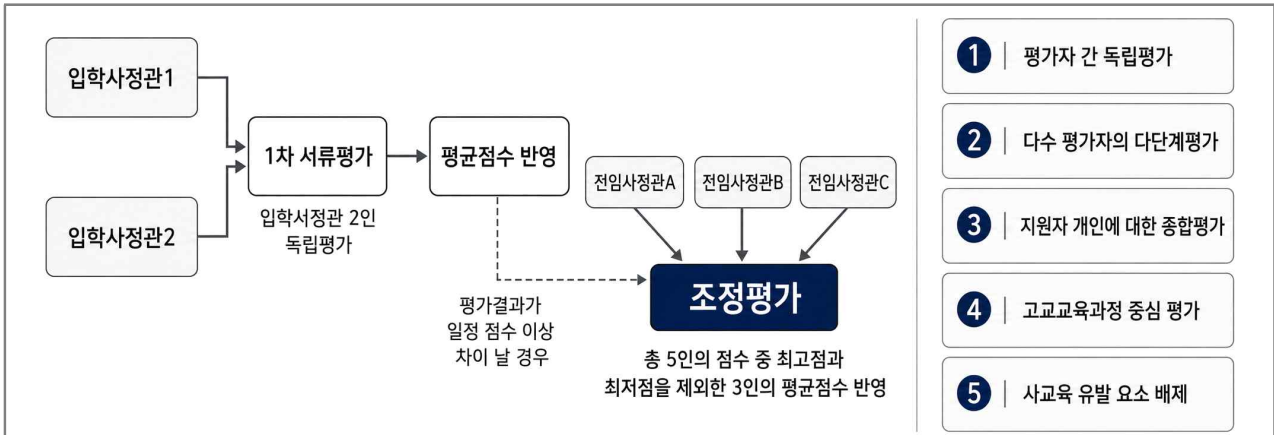 입학사정관1
입학사정관2
1차 서류평가
입학서정관 2인
독립평가
평균점수 반영
평가결과가
일정 점수 이상
차이 날 경우
전임사정관A
전임사정관B
전임사정관C
조정평가
총 5인의 점수 중 최고점과
최저점을 제외한 3인의 평균점수 반영
1 평가자 간 독립평가
2 다수 평가자의 다단계평가
3 지원자 개인에 대한 종합평가
4 고교교육과정 중심 평가
5 사교육 유발 요소 배제